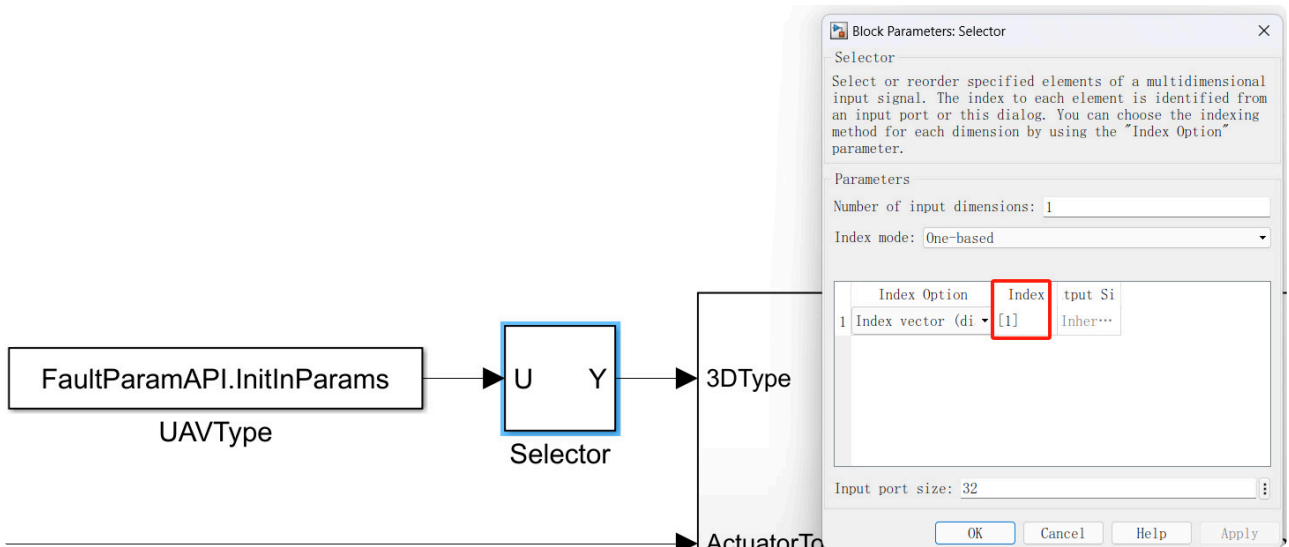 FaultParamAPI.InitInParams
UAVType
U
Y
Selector
3DType
ActuatorTo
Block Parameters: Selector
Selector
Select or reorder specified elements of a multidimensional
input signal. The index to each element is identified from
an input port or this dialog. You can choose the indexing
method for each dimension by using the "Index Option"
parameter.
Parameters
Number of input dimensions: 1
Index mode: One-based
Index Option Index tput Si
1 Index vector (di [1] Inher…
Input port size: 32
OK Cancel Help Apply